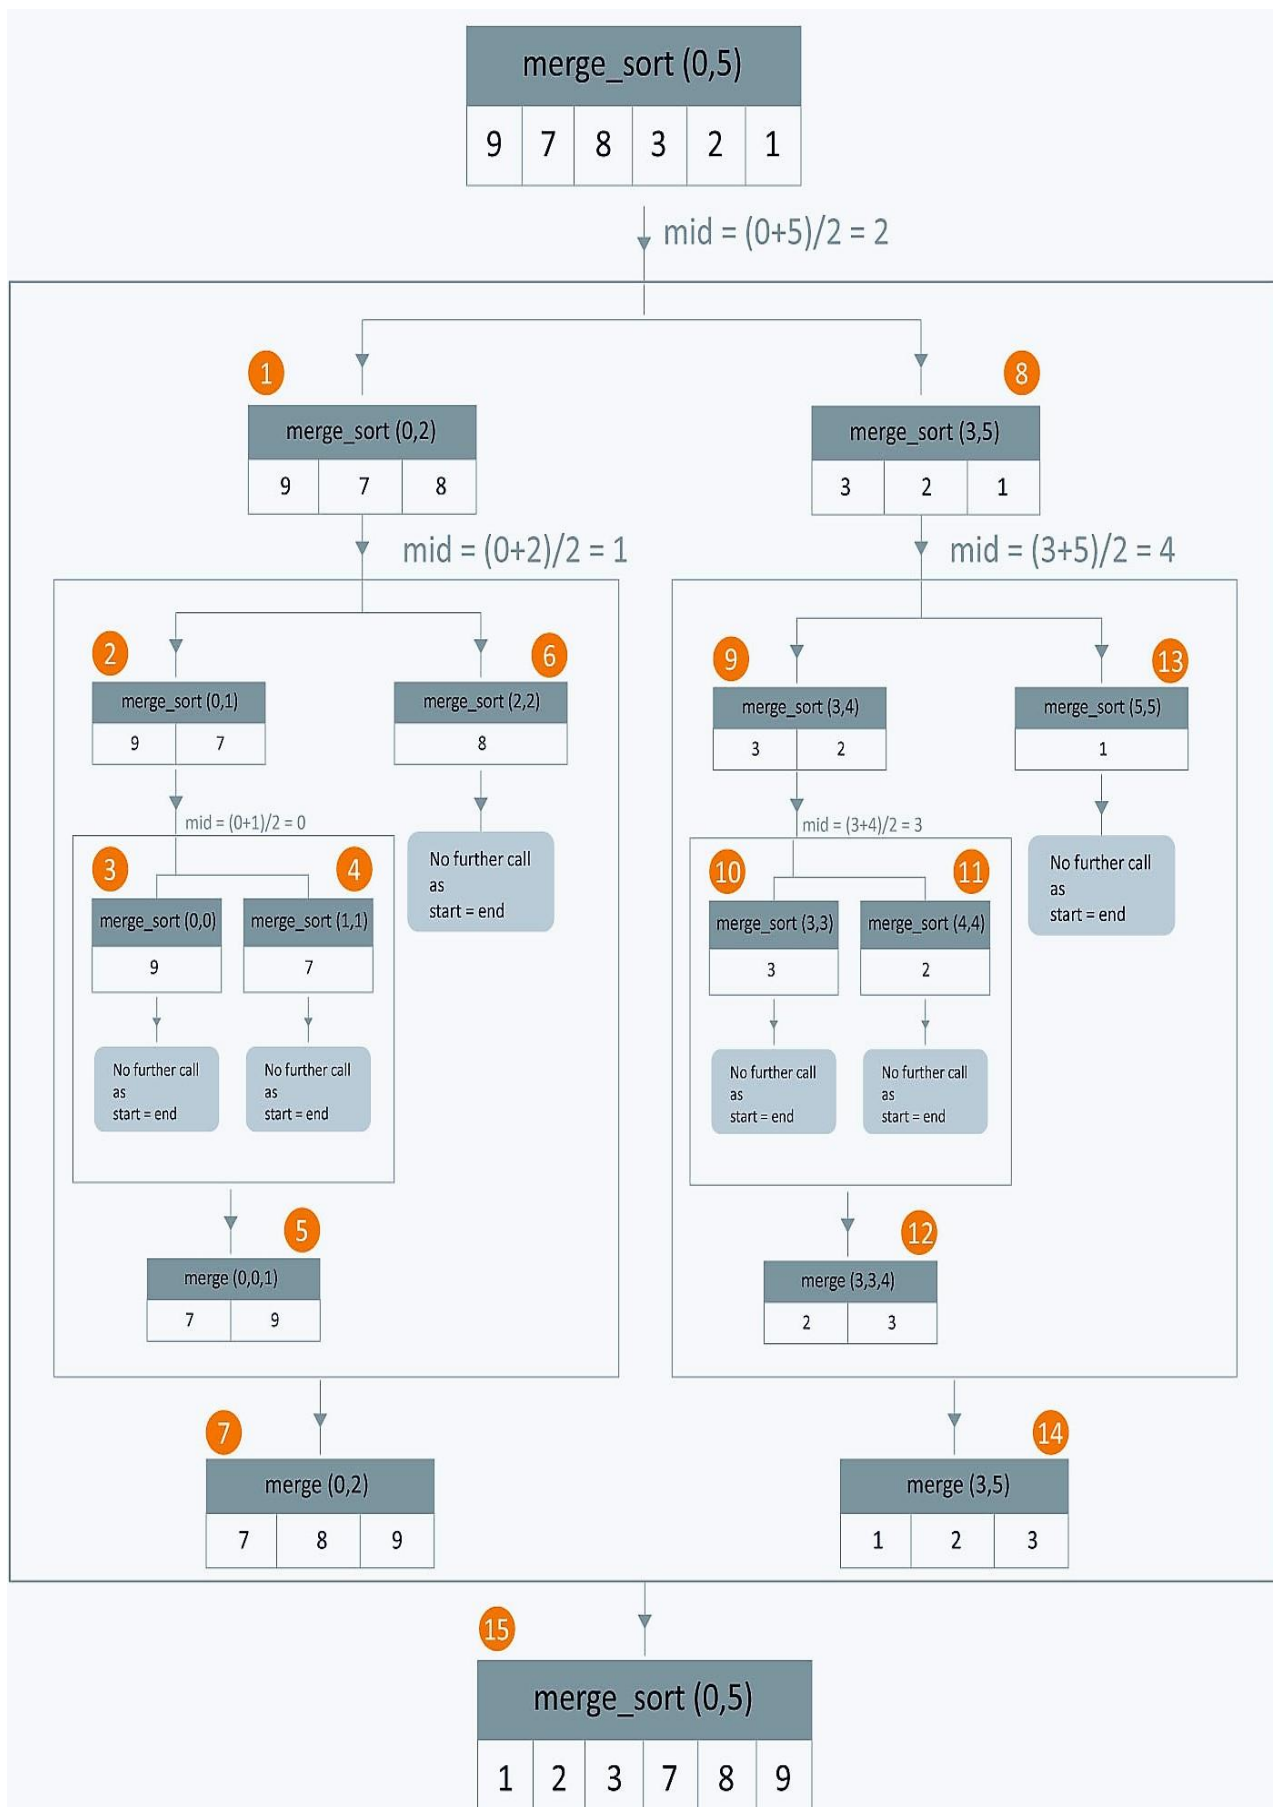 merge_sort (0,5)
9 7 8 3 2 1
mid = (0+5)/2 = 2
1
8
merge_sort (0,2)
9 7 8
merge_sort (3,5)
3 2 1
mid = (0+2)/2 = 1
mid = (3+5)/2 = 4
2
6
9
13
merge_sort (0,1)
9 7
merge_sort (2,2)
8
merge_sort (3,4)
3 2
merge_sort (5,5)
1
mid = (0+1)/2 = 0
No further call
as
start = end
mid = (3+4)/2 = 3
No further call
as
start = end
3
4
10
11
merge_sort (0,0)
9
merge_sort (1,1)
7
merge_sort (3,3)
3
merge_sort (4,4)
2
No further call
as
start = end
No further call
as
start = end
No further call
as
start = end
No further call
as
start = end
5
12
merge (0,0,1)
7 9
merge (3,3,4)
2 3
7
14
merge (0,2)
7 8 9
merge (3,5)
1 2 3
15
merge_sort (0,5)
1 2 3 7 8 9